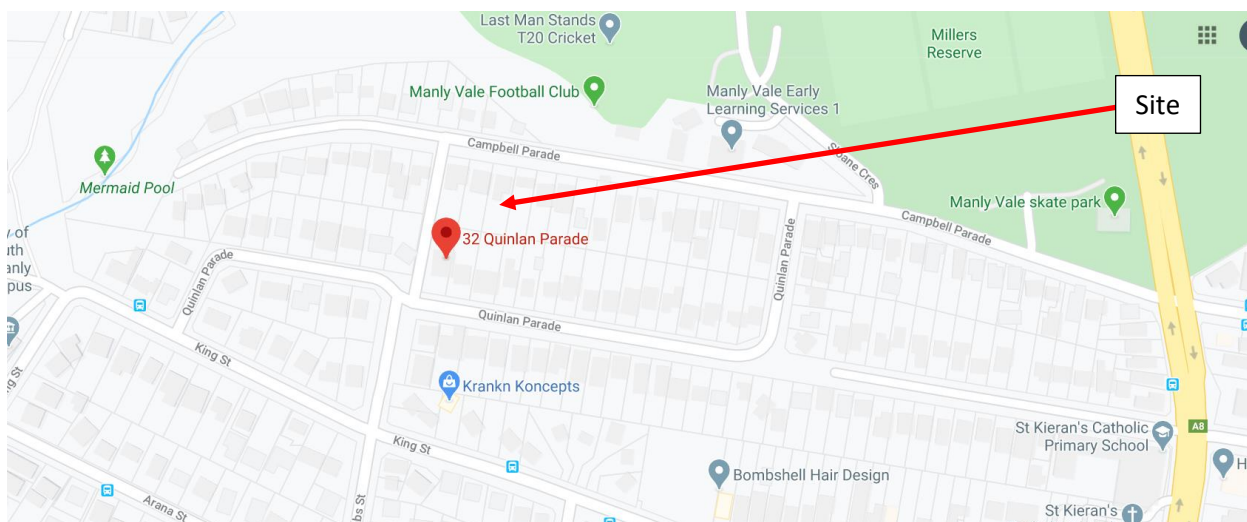 Last Man Stands
T20 Cricket
Millers
Reserve
Manly Vale Football Club
Manly Vale Early
Learning Services 1
Site
Campbell Parade
Sloane Cres
Mermaid Pool
Manly Vale skate park
Campbell Parade
32 Quinlan Parade
Quinlan Parade
Quinlan Parade
Quinlan Parade
King St
Krankn Koncepts
King St
A8
St Kieran's Catholic
Primary School
Bombshell Hair Design
Arana St
St Kieran's